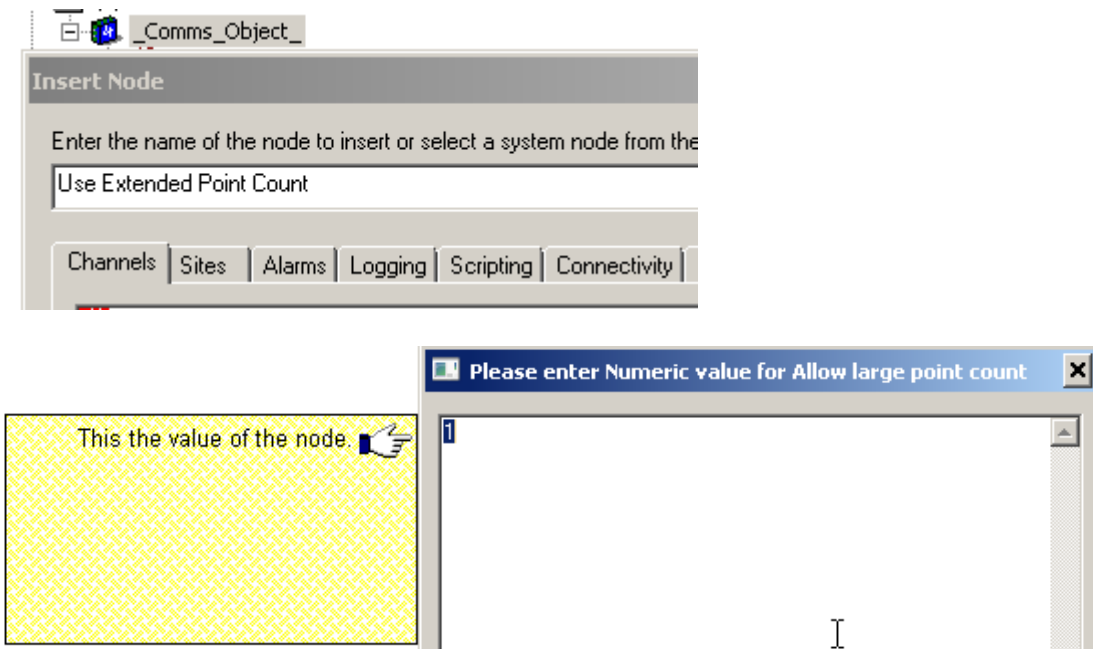 _Comms_Object_
Insert Node
Enter the name of the node to insert or select a system node from the
Use Extended Point Count
Channels Sites Alarms Logging Scripting Connectivity
Please enter Numeric value for Allow large point count
This the value of the node.
1